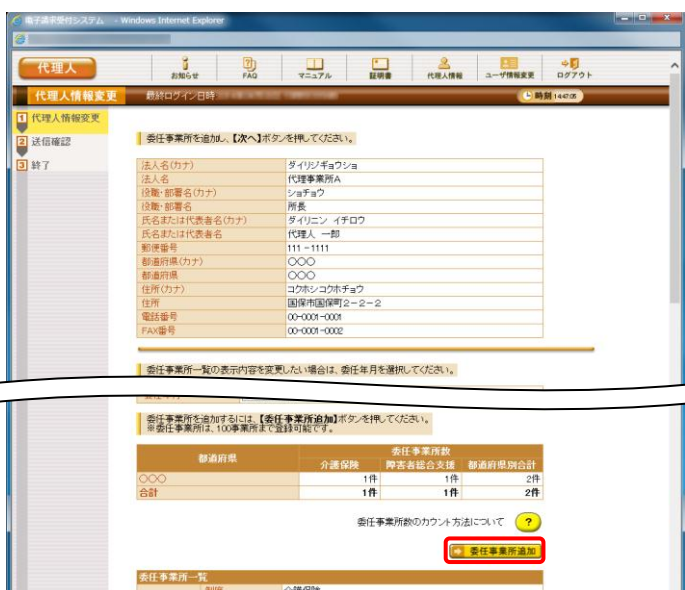 電子請求受付システム - Windows Internet Explorer
代理人
お知らせ FAQ マニュアル 証明書 代理人情報 ユーザ情報変更 ログアウト
代理人情報変更 最終ログイン日時 時刻 14:47:05
1 代理人情報変更
2 送信確認
3 終了
委任事業所を追加し、【次へ】ボタンを押してください。
法人名(カナ) ダイリジギョウショ
法人名 代理事業所A
役職・部署名(カナ) ショチョウ
役職・部署名 所長
氏名または代表者名(カナ) ダイリニン イチロウ
氏名または代表者名 代理人 一郎
郵便番号 111-1111
都道府県(カナ) 〇〇〇
都道府県 〇〇〇
住所(カナ) コクホシコクホチョウ
住所 国保市国保町2-2-2
電話番号 00-0001-0001
FAX番号 00-0001-0002
委任事業所一覧の表示内容を変更したい場合は、委任年月を選択してください。
委任事業所を追加するには、【委任事業所追加】ボタンを押してください。
※委任事業所は、100事業所まで登録可能です。
都道府県 委任事業所数
介護保険 障害者総合支援 都道府県別合計
〇〇〇 1件 1件 2件
合計 1件 1件 2件
委任事業所数のカウント方法について ?
委任事業所追加
委任事業所一覧